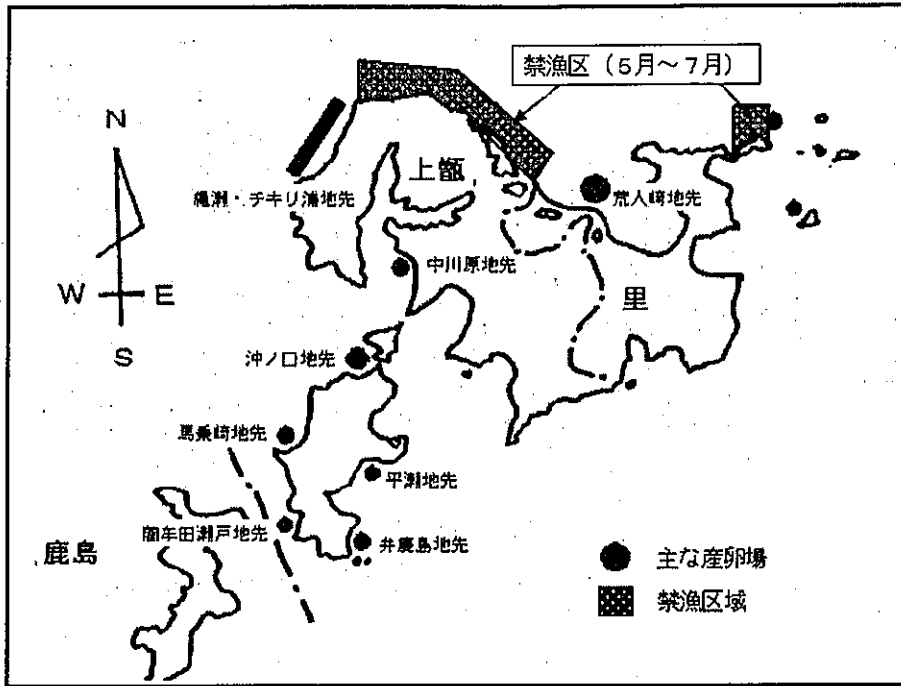 禁漁区(5月~7月)
N
上甑
縄瀬・チキリ浦地先
荒人崎地先
中川原地先
W E
里
S
沖ノ口地先
馬乗崎地先
平瀬地先
藺牟田瀬戸地先
弁慶島地先
鹿島
主な産卵場
禁漁区域